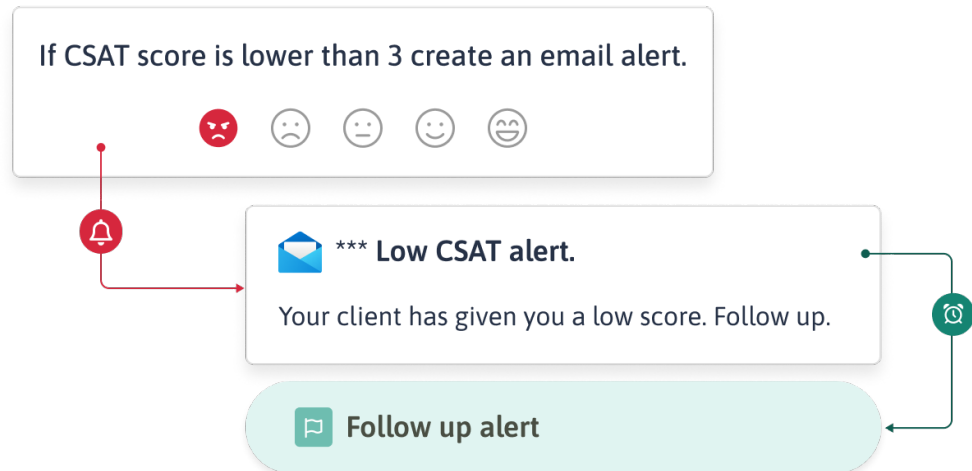 If CSAT score is lower than 3 create an email alert.
*** Low CSAT alert.
Your client has given you a low score. Follow up.
Follow up alert